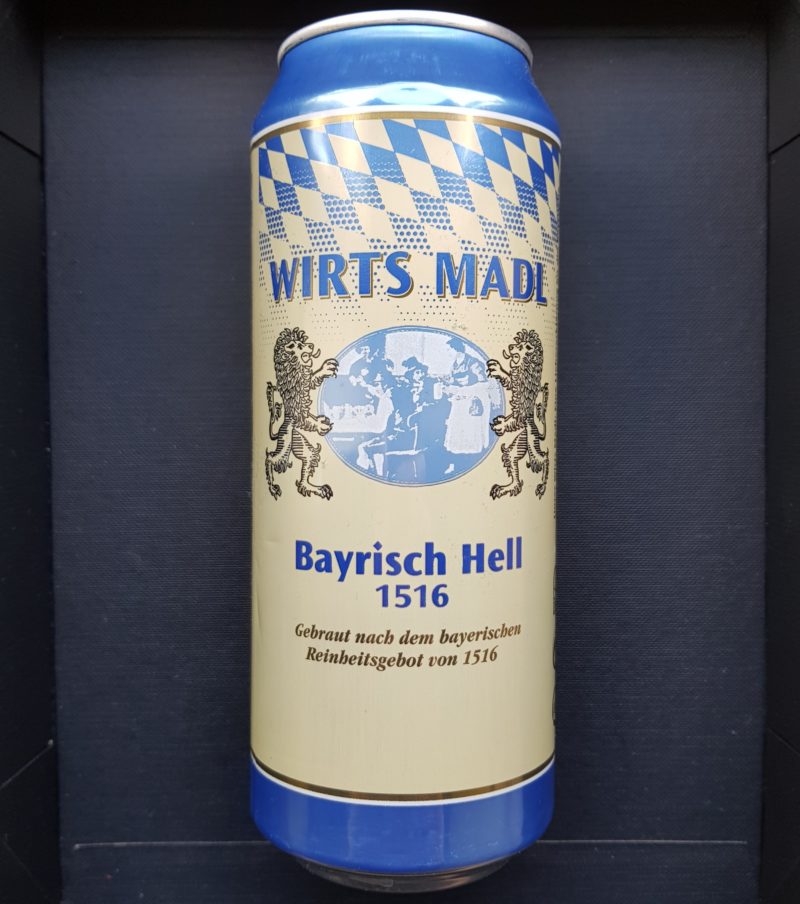 WIRTS MADL
Bayrisch Hell
1516
Gebraut nach dem bayerischen
Reinheitsgebot von 1516